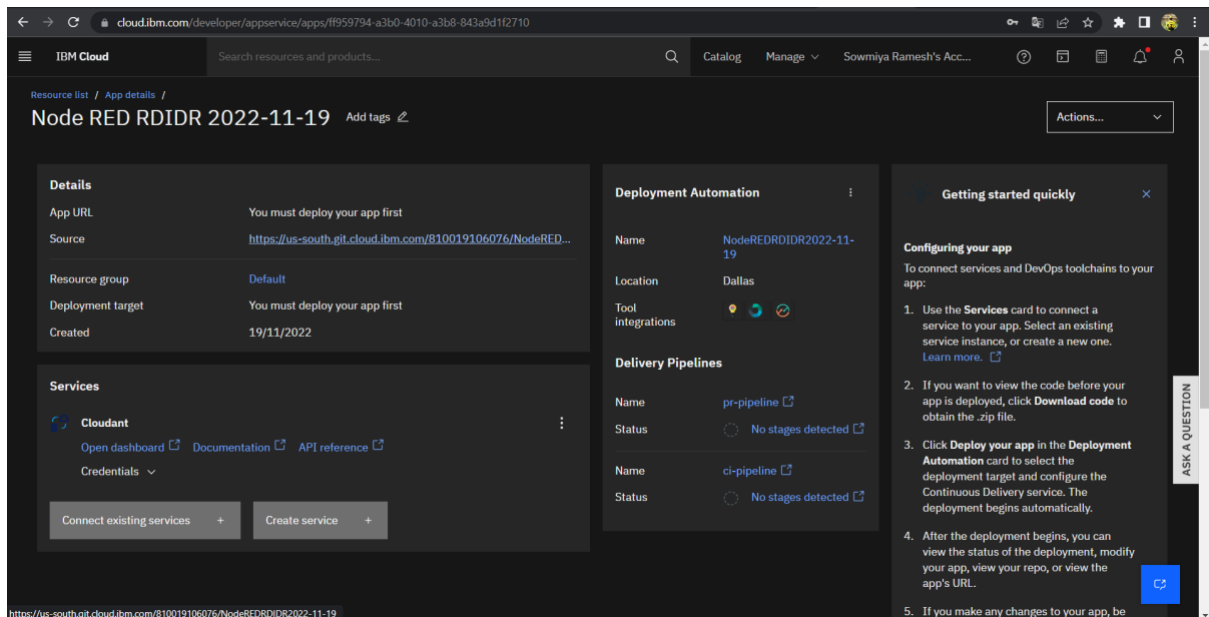 cloud.ibm.com/developer/appservice/apps/ff959794-a3b0-4010-a3b8-843a9d1f2710
IBM Cloud
Search resources and products...
Catalog
Manage
Sowmiya Ramesh's Acc...
Resource list / App details /
Node RED RDIDR 2022-11-19
Add tags
Actions...
Details
App URL
You must deploy your app first
Source
https://us-south.git.cloud.ibm.com/810019106076/NodeRED...
Resource group
Default
Deployment target
You must deploy your app first
Created
19/11/2022
Services
Cloudant
Open dashboard
Documentation
API reference
Credentials
Connect existing services +
Create service +
Deployment Automation
Name
NodeREDRDIDR2022-11-
19
Location
Dallas
Tool
integrations
Delivery Pipelines
Name
pr-pipeline
Status
No stages detected
Name
ci-pipeline
Status
No stages detected
Getting started quickly
Configuring your app
To connect services and DevOps toolchains to your
app:
1. Use the Services card to connect a
service to your app. Select an existing
service instance, or create a new one.
Learn more.
2. If you want to view the code before your
app is deployed, click Download code to
obtain the .zip file.
3. Click Deploy your app in the Deployment
Automation card to select the
deployment target and configure the
Continuous Delivery service. The
deployment begins automatically.
4. After the deployment begins, you can
view the status of the deployment, modify
your app, view your repo, or view the
app's URL.
5. If you make any changes to your app, be
ASK A QUESTION
https://us-south.git.cloud.ibm.com/810019106076/NodeREDRDIDR2022-11-19